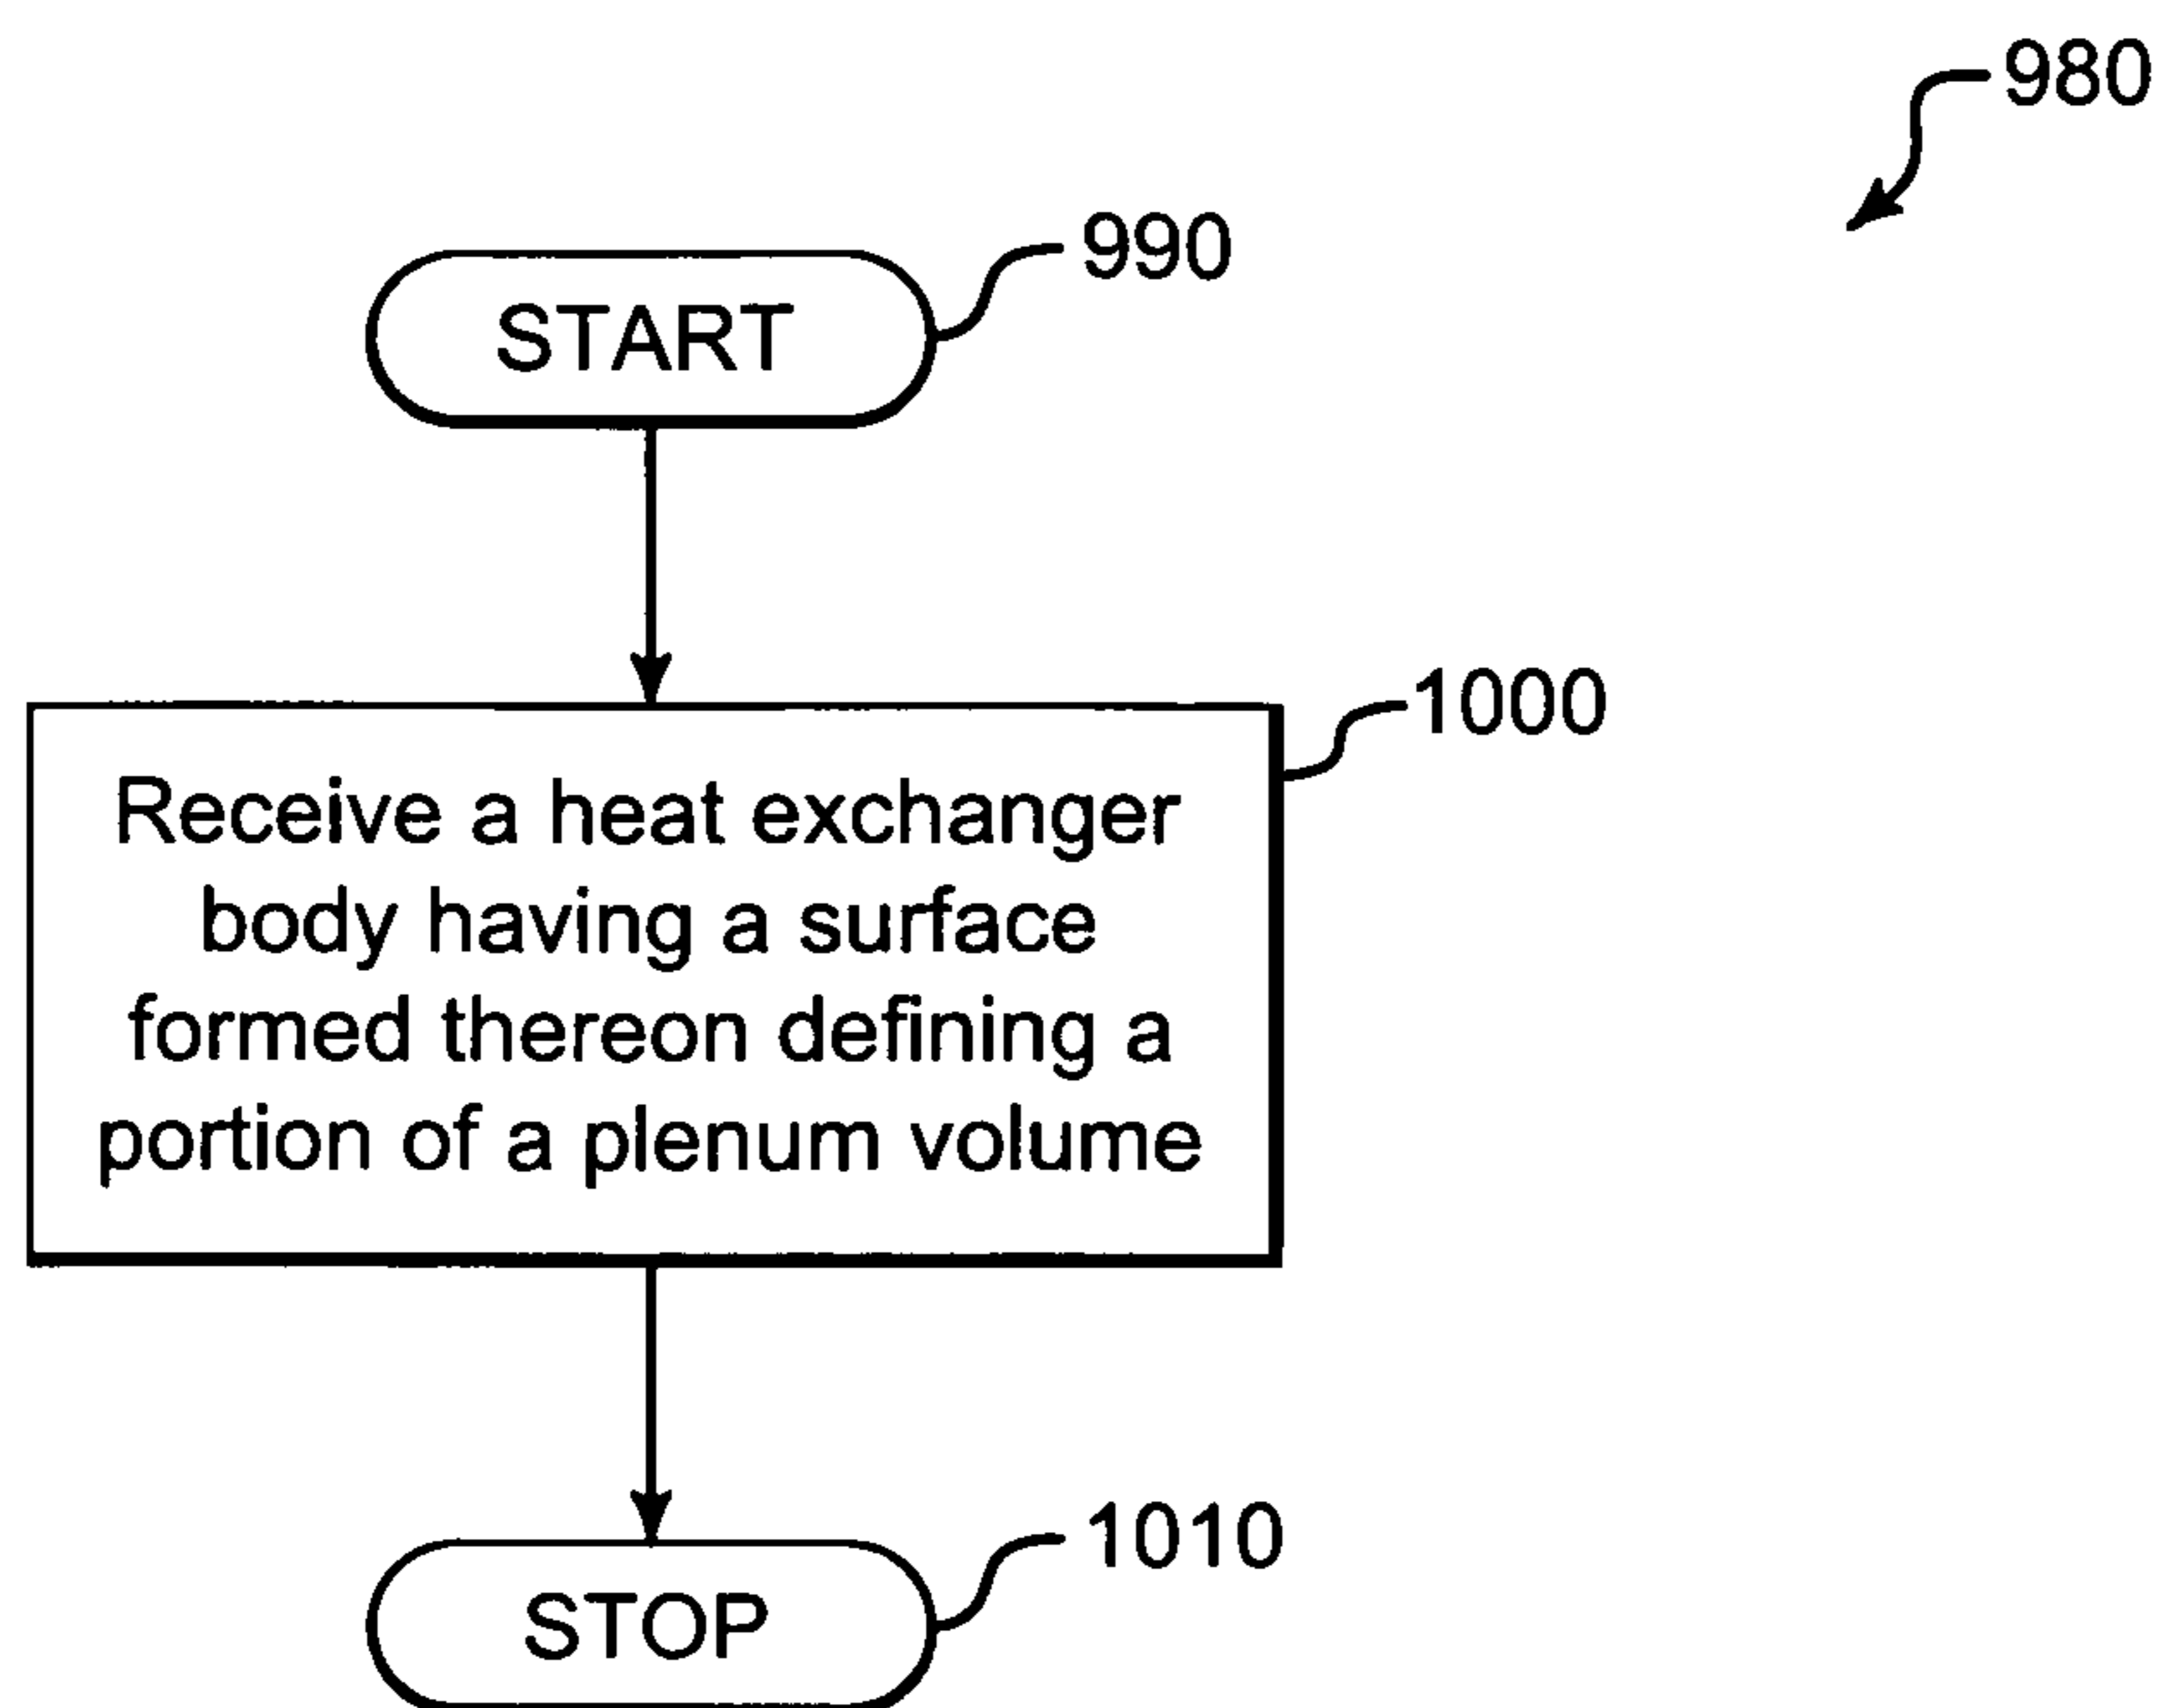 980
990
START
1000
Receive a heat exchanger
body having a surface
formed thereon defining a
portion of a plenum volume
1010
STOP